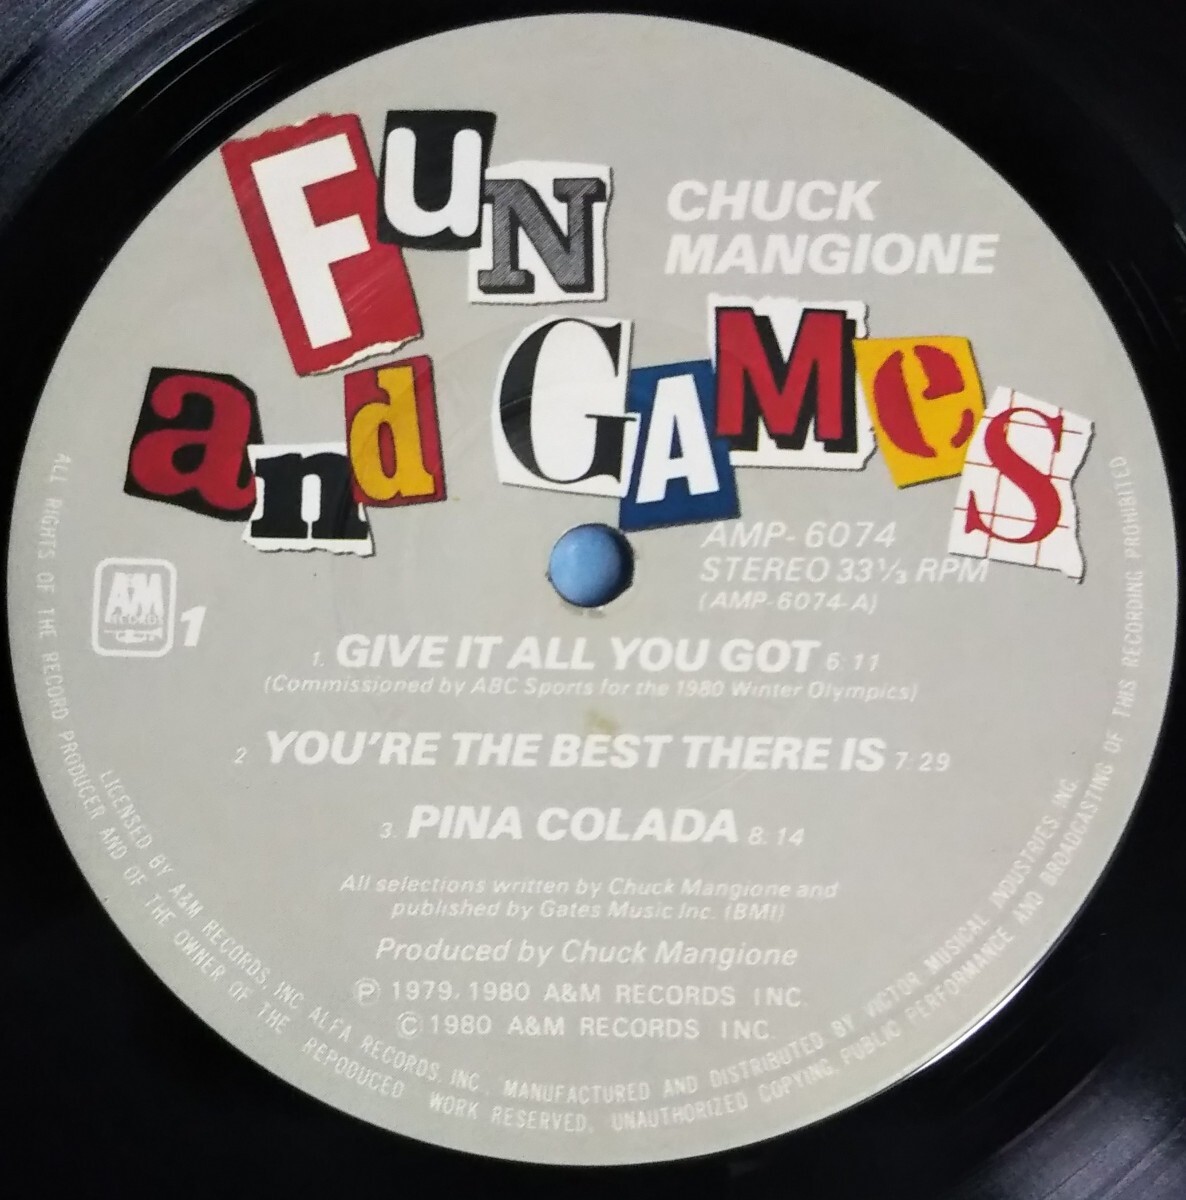 Fun
and GAMes
CHUCK
MANGIONE
AMP-6074
STEREO 33⅓ RPM
(AMP-6074-A)
A&M
RECORDS
1
1. GIVE IT ALL YOU GOT 6:11
(Commissioned by ABC Sports for the 1980 Winter Olympics)
2 YOU'RE THE BEST THERE IS 7:29
3. PINA COLADA 8:14
All selections written by Chuck Mangione and
published by Gates Music Inc. (BMI)
Produced by Chuck Mangione
℗ 1979, 1980 A&M RECORDS INC.
© 1980 A&M RECORDS INC.
LICENSED BY A&M RECORDS, INC. ALFA RECORDS, INC., MANUFACTURED AND DISTRIBUTED BY VICTOR MUSICAL INDUSTRIES, INC.
ALL RIGHTS OF THE RECORD PRODUCER AND OF THE OWNER OF THE REPODUCED WORK RESERVED. UNAUTHORIZED COPYING, PUBLIC PERFORMANCE AND BROADCASTING OF THIS RECORDING PROHIBITED